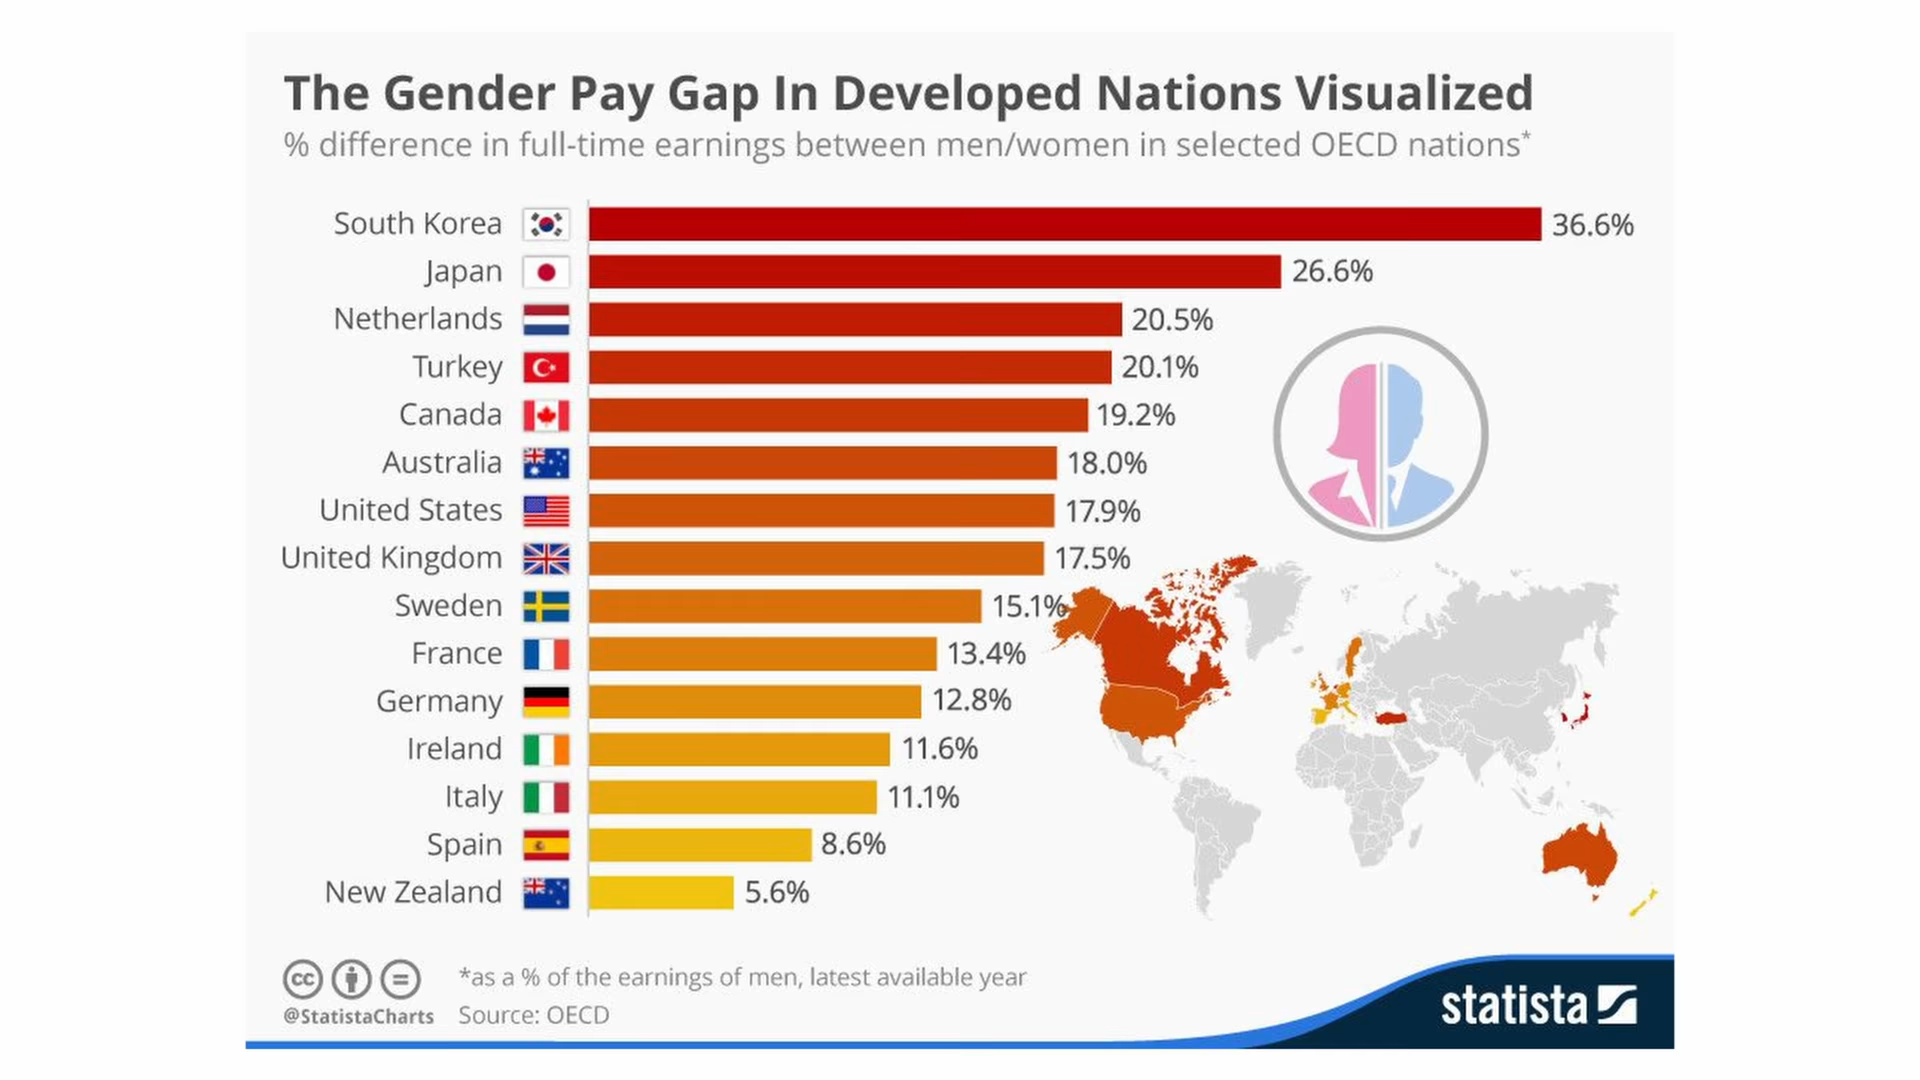 The Gender Pay Gap In Developed Nations Visualized
% difference in full-time earnings between men/women in selected OECD nations*
South Korea 36.6%
Japan 26.6%
Netherlands 20.5%
Turkey 20.1%
Canada 19.2%
Australia 18.0%
United States 17.9%
United Kingdom 17.5%
Sweden 15.1%
France 13.4%
Germany 12.8%
Ireland 11.6%
Italy 11.1%
Spain 8.6%
New Zealand 5.6%
cc
*as a % of the earnings of men, latest available year
@StatistaCharts Source: OECD
statista